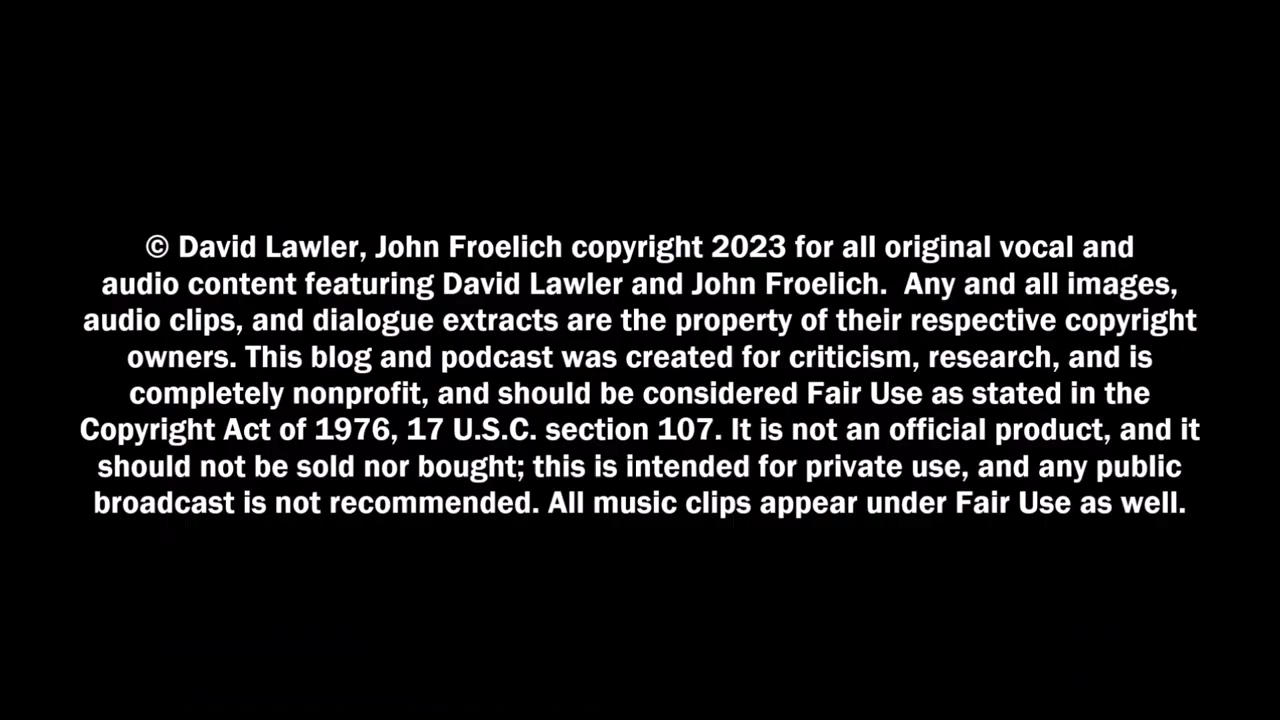 © David Lawler, John Froelich copyright 2023 for all original vocal and
audio content featuring David Lawler and John Froelich.  Any and all images,
audio clips, and dialogue extracts are the property of their respective copyright
owners. This blog and podcast was created for criticism, research, and is
completely nonprofit, and should be considered Fair Use as stated in the
Copyright Act of 1976, 17 U.S.C. section 107. It is not an official product, and it
should not be sold nor bought; this is intended for private use, and any public
broadcast is not recommended. All music clips appear under Fair Use as well.